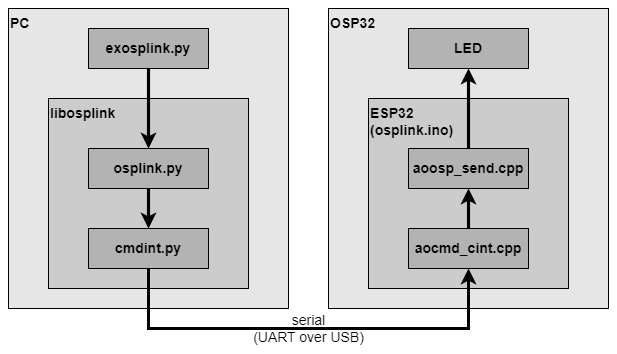 PC
exosplink.py
libosplink
osplink.py
cmdint.py
OSP32
LED
ESP32
(osplink.ino)
aoosp_send.cpp
aocmd_cint.cpp
serial
(UART over USB)